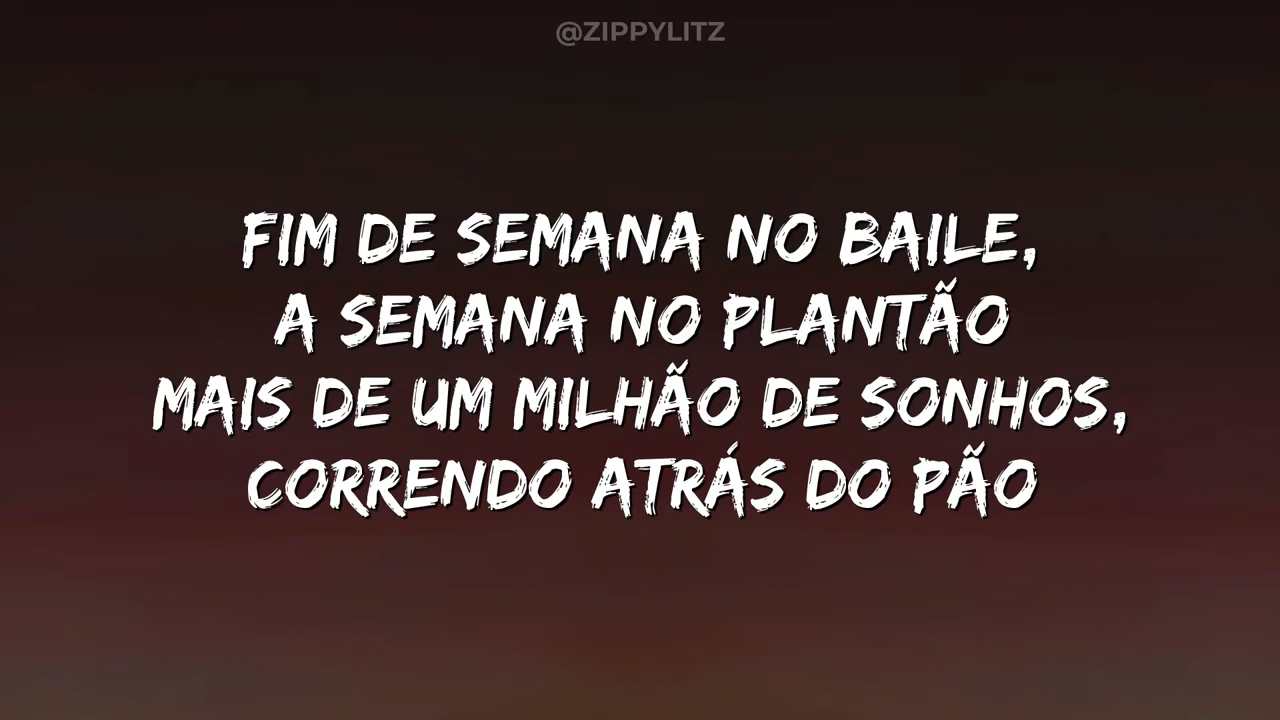 @ZIPPYLITZ
FIM DE SEMANA NO BAILE,
A SEMANA NO PLANTÃO
MAIS DE UM MILHÃO DE SONHOS,
CORRENDO ATRÁS DO PÃO